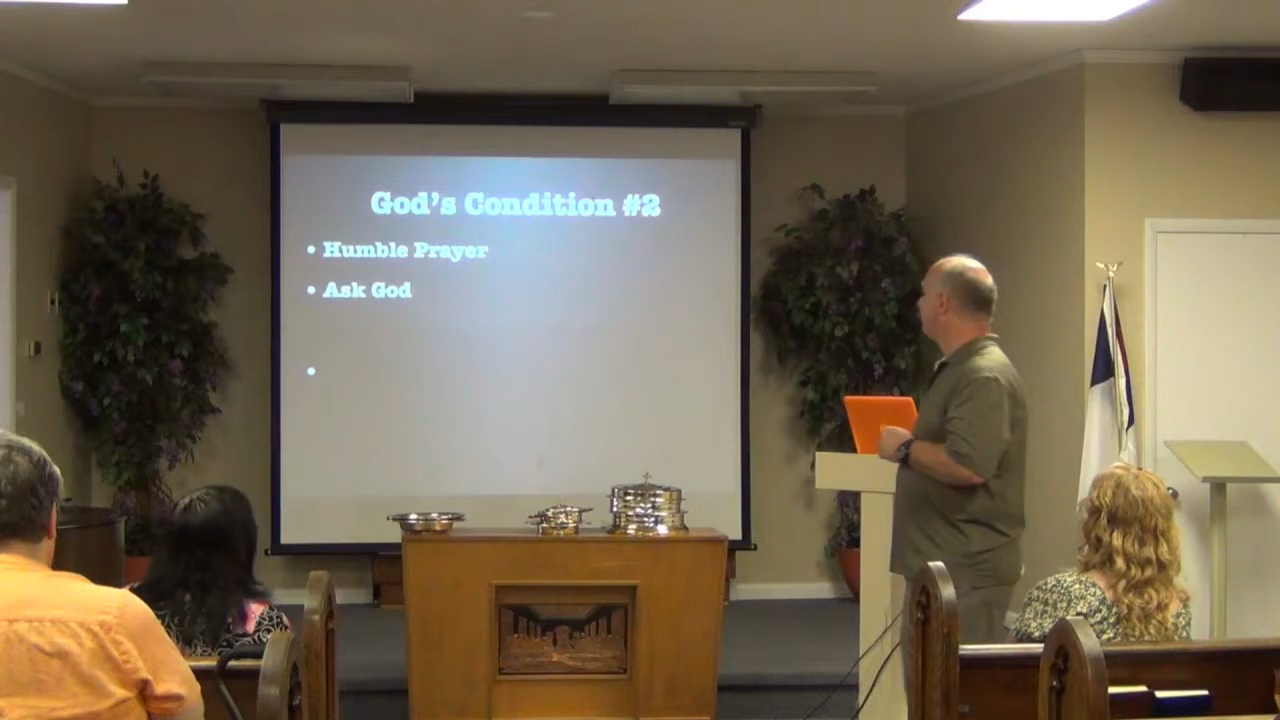 God's Condition #2
• Humble Prayer
• Ask God
•